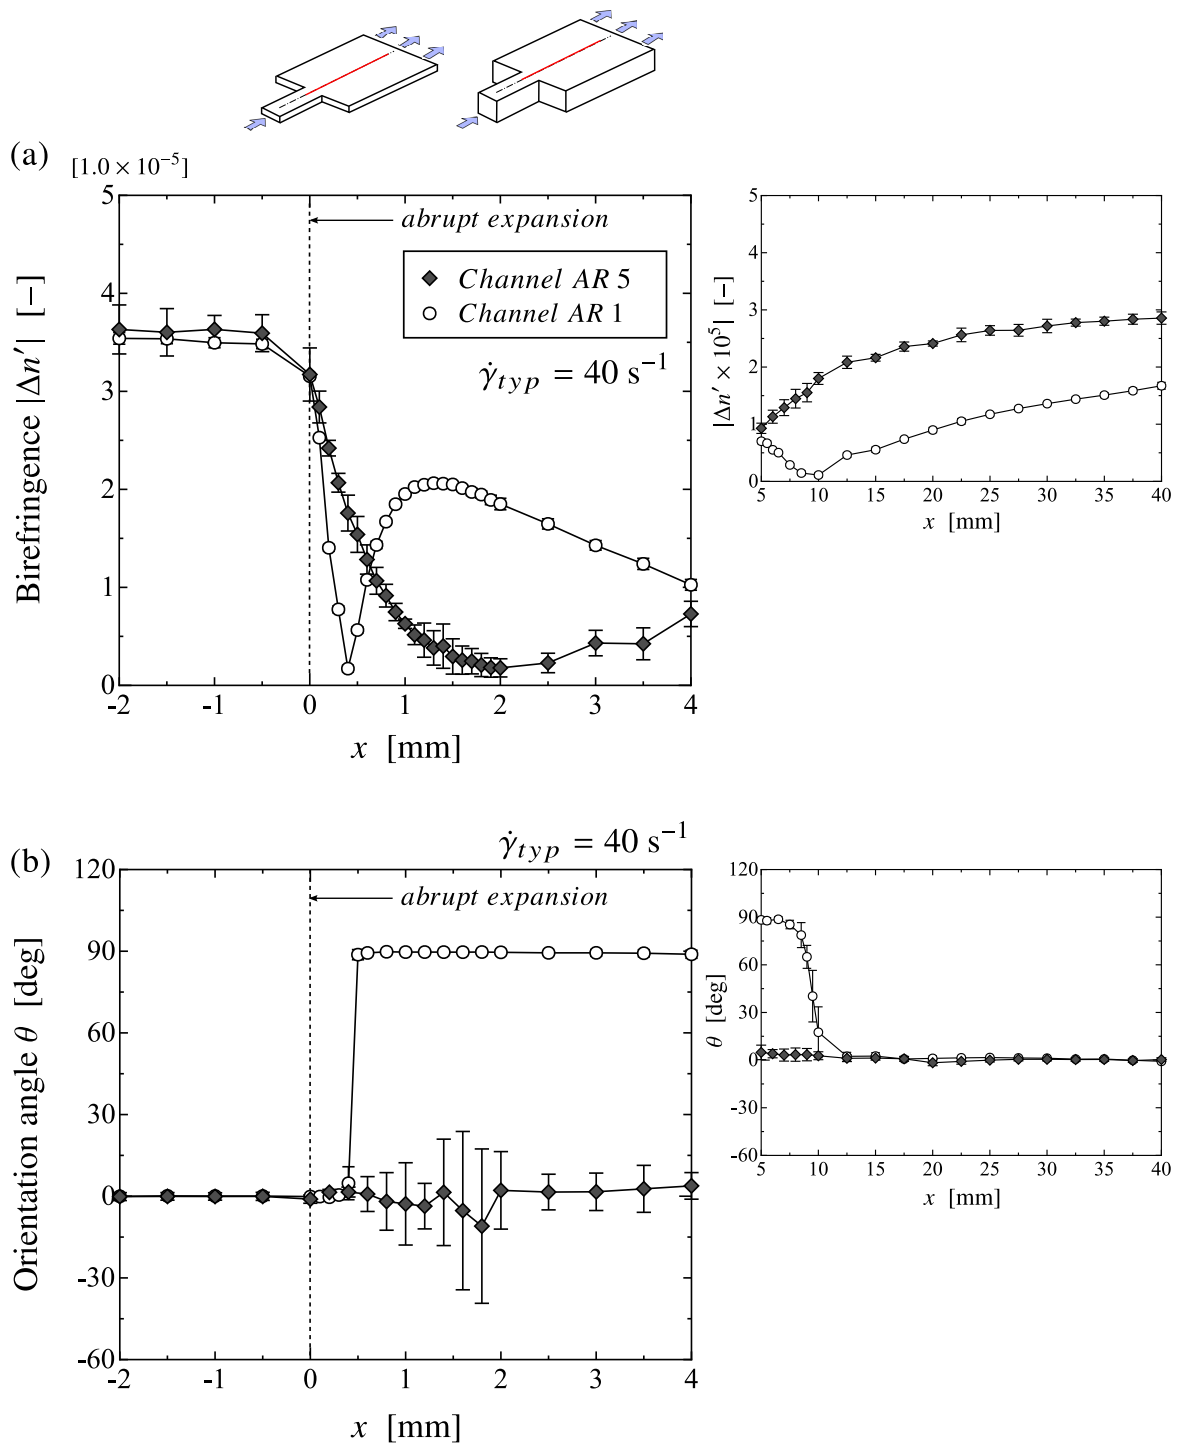 (a)
[1.0 × 10⁻⁵]
Birefringence |Δn′| [−]
5
4
3
2
1
0
abrupt expansion
Channel AR 5
Channel AR 1
γ̇typ = 40 s⁻¹
-2 -1 0 1 2 3 4
x [mm]
|Δn′ × 10⁵| [−]
5
4
3
2
1
0
5 10 15 20 25 30 35 40
x [mm]
(b)
γ̇typ = 40 s⁻¹
Orientation angle θ [deg]
120
90
60
30
0
-30
-60
abrupt expansion
-2 -1 0 1 2 3 4
x [mm]
θ [deg]
120
90
60
30
0
-30
-60
5 10 15 20 25 30 35 40
x [mm]